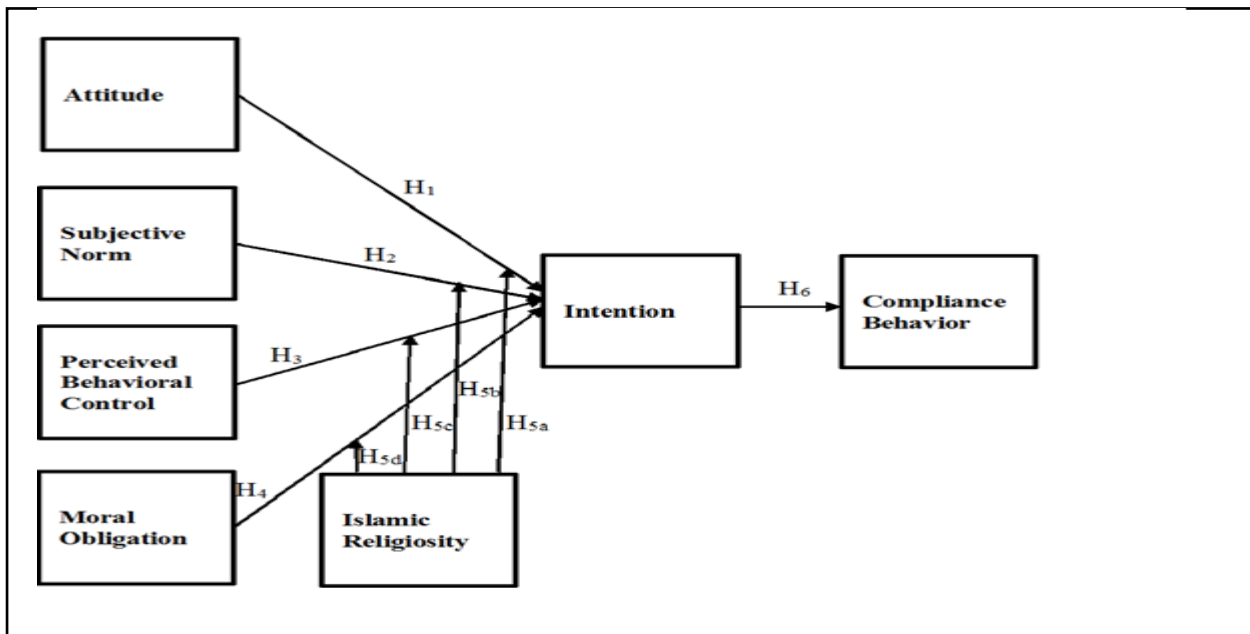 Attitude
H₁
Subjective
Norm
H₂
Intention
H₆
Compliance
Behavior
Perceived
Behavioral
Control
H₃
H₅b
H₅c
H₅a
H₅d
H₄
Moral
Obligation
Islamic
Religiosity